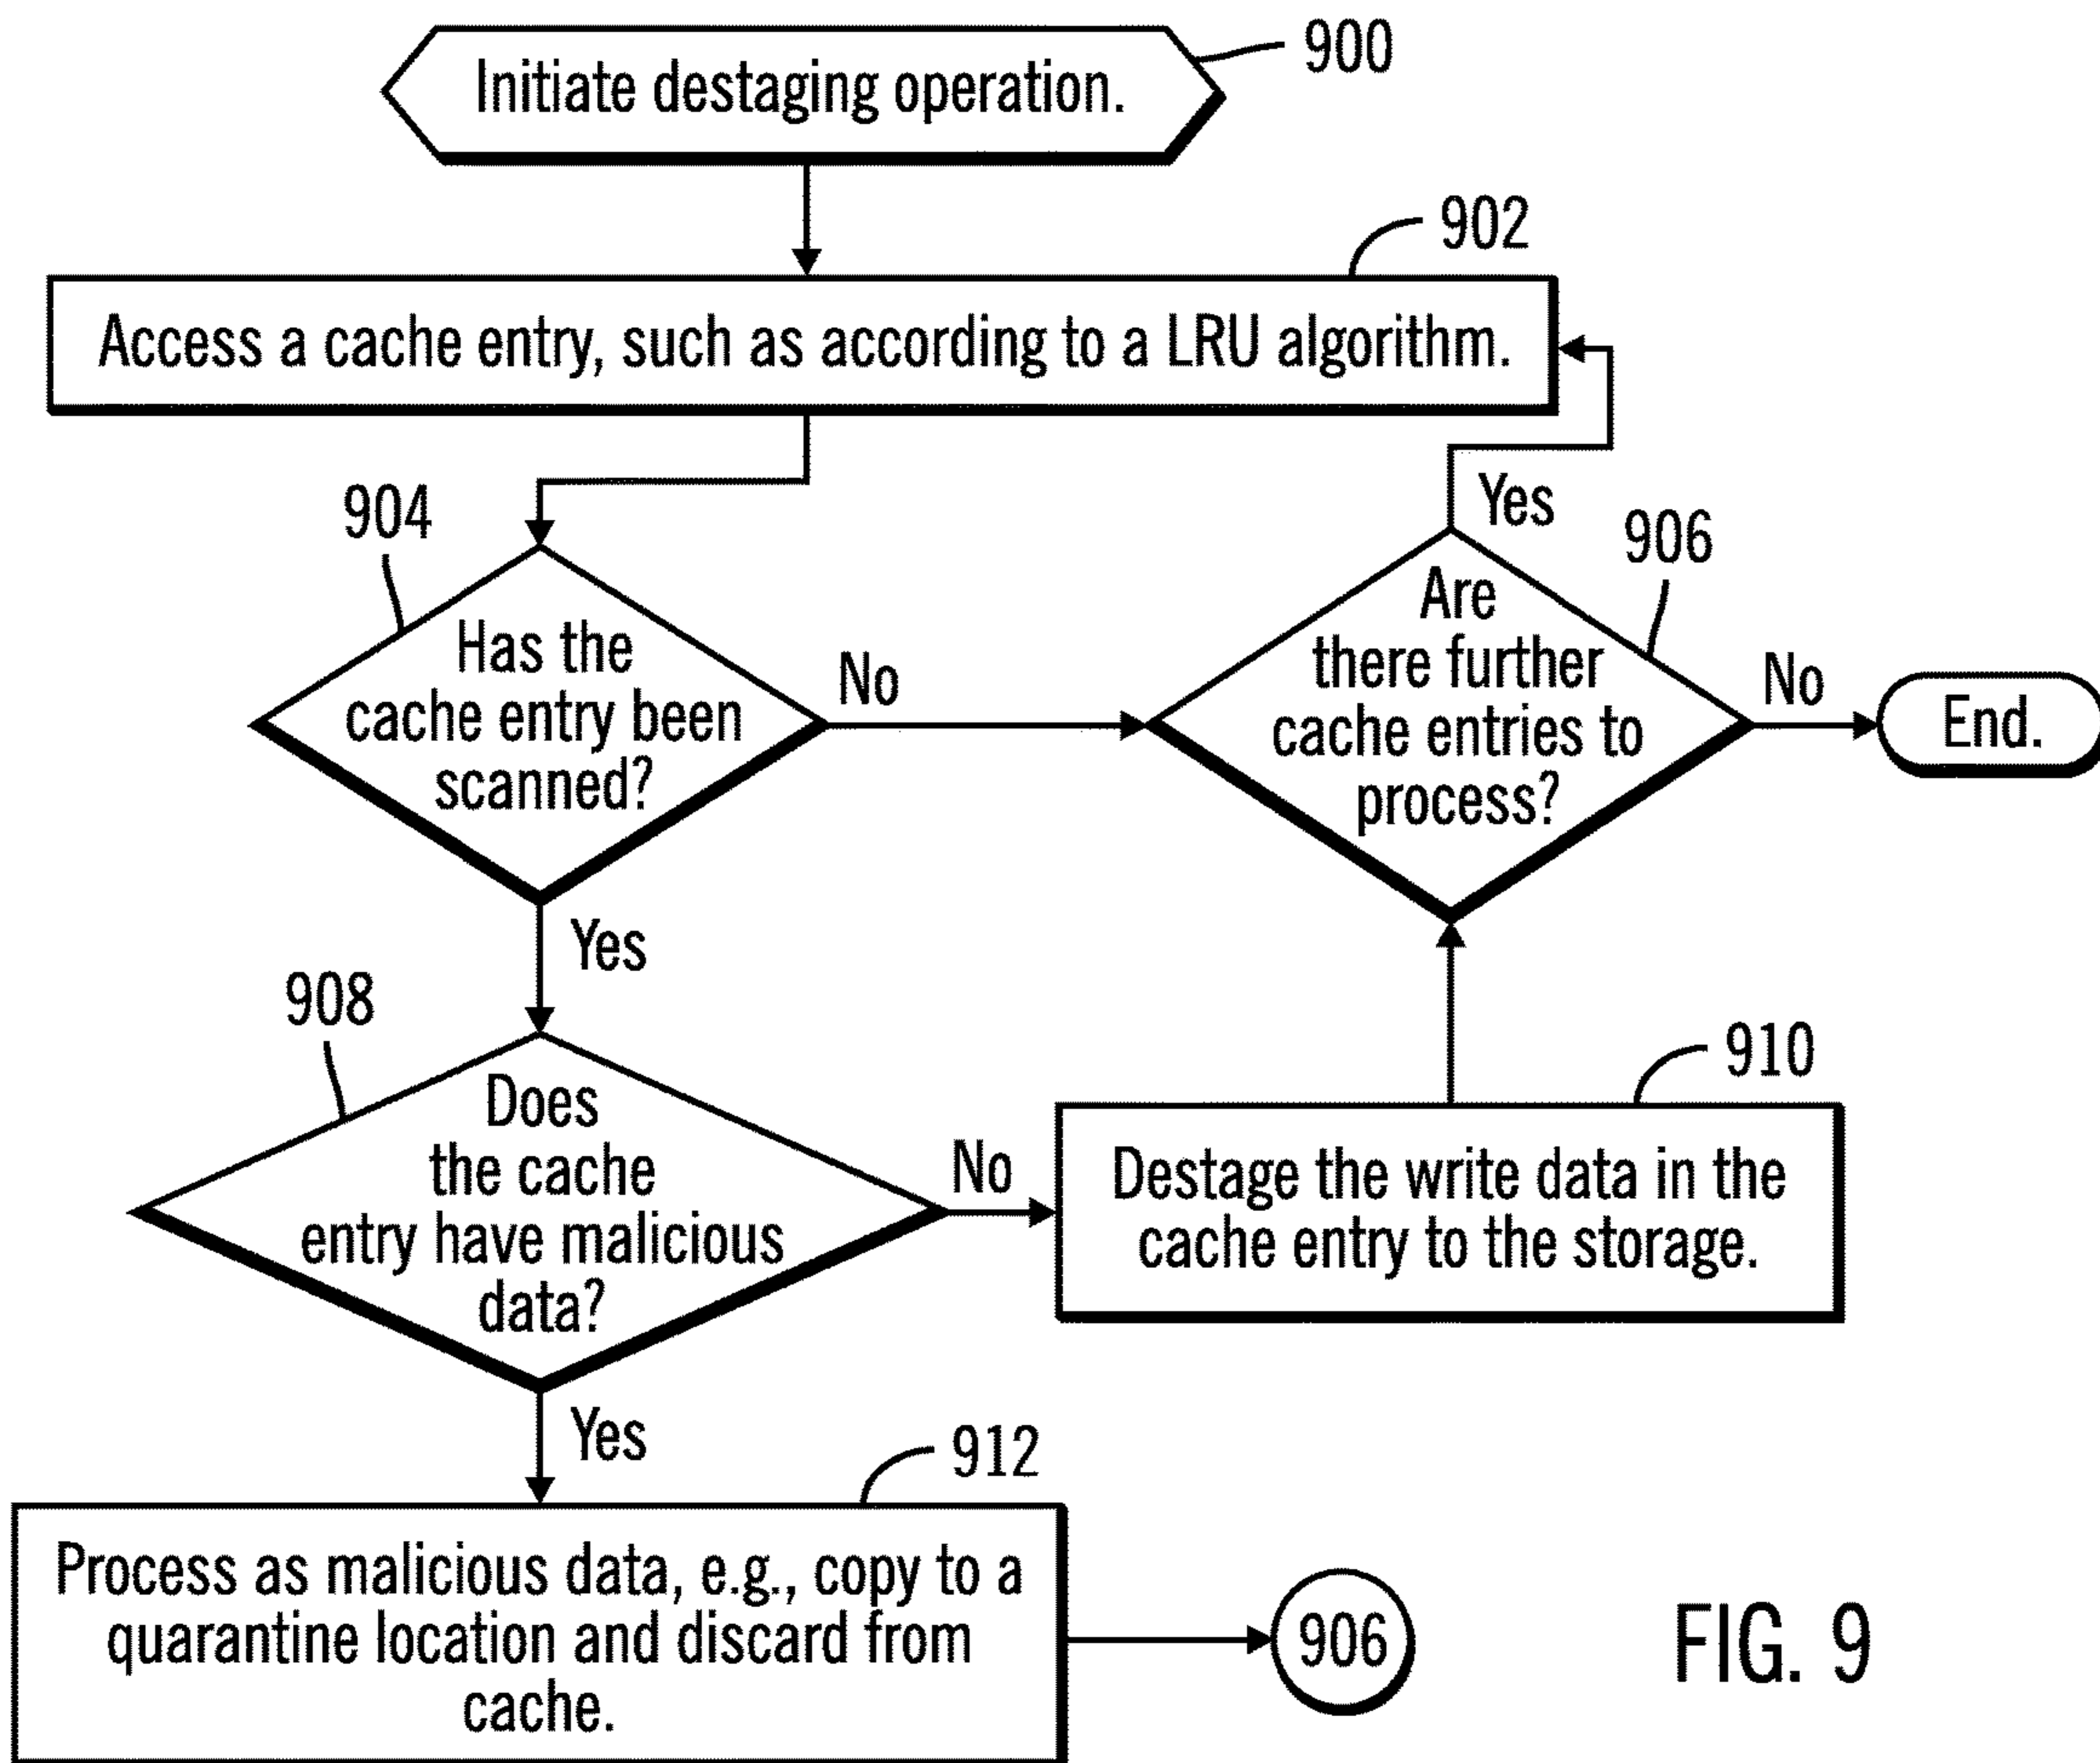 900
Initiate destaging operation.
902
Access a cache entry, such as according to a LRU algorithm.
904
Has the
cache entry been
scanned?
No
Yes
906
Are
there further
cache entries to
process?
Yes
No
End.
908
Does
the cache
entry have malicious
data?
No
Yes
910
Destage the write data in the
cache entry to the storage.
912
Process as malicious data, e.g., copy to a
quarantine location and discard from
cache.
906
FIG. 9